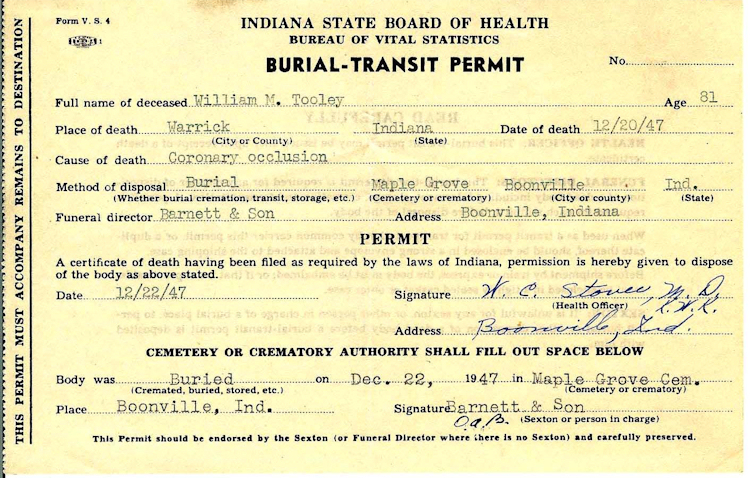 Form V. S. 4
INDIANA STATE BOARD OF HEALTH
BUREAU OF VITAL STATISTICS
BURIAL-TRANSIT PERMIT
No.
THIS PERMIT MUST ACCOMPANY REMAINS TO DESTINATION
Full name of deceased William M. Tooley Age 81
Place of death Warrick Indiana Date of death 12/20/47
(City or County) (State)
Cause of death Coronary occlusion
Method of disposal Burial Maple Grove Boonville Ind.
(Whether burial cremation, transit, storage, etc.) (Cemetery or crematory) (City or county) (State)
Funeral director Barnett & Son Address Boonville, Indiana
PERMIT
A certificate of death having been filed as required by the laws of Indiana, permission is hereby given to dispose
of the body as above stated.
Date 12/22/47 Signature W. C. Stover, M. D.
(Health Officer)
Address Boonville, Ind.
CEMETERY OR CREMATORY AUTHORITY SHALL FILL OUT SPACE BELOW
Body was Buried on Dec. 22, 1947 in Maple Grove Cem.
(Cremated, buried, stored, etc.) (Cemetery or crematory)
Place Boonville, Ind. Signature Barnett & Son
O.a.B. (Sexton or person in charge)
This Permit should be endorsed by the Sexton (or Funeral Director where there is no Sexton) and carefully preserved.